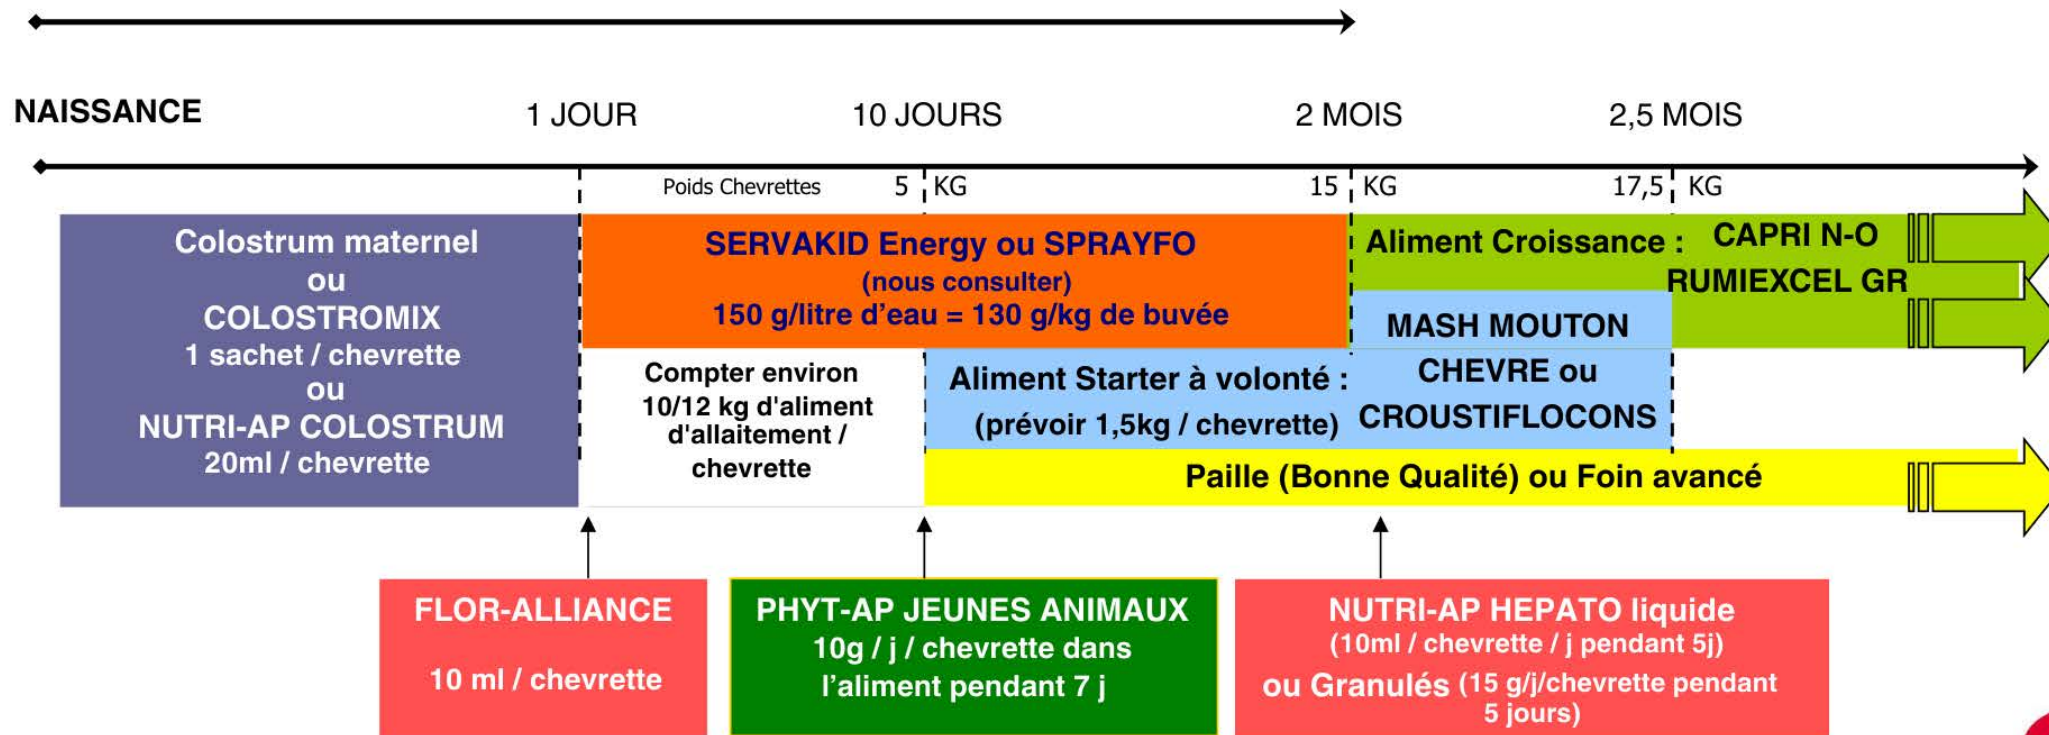 NAISSANCE
1 JOUR
10 JOURS
2 MOIS
2,5 MOIS
Poids Chevrettes
5 KG
15 KG
17,5 KG
Colostrum maternel
ou
COLOSTROMIX
1 sachet / chevrette
ou
NUTRI-AP COLOSTRUM
20ml / chevrette
SERVAKID Energy ou SPRAYFO
(nous consulter)
150 g/litre d'eau = 130 g/kg de buvée
Compter environ
10/12 kg d'aliment
d'allaitement /
chevrette
Aliment Croissance : CAPRI N-O
RUMIEXCEL GR
Aliment Starter à volonté :
(prévoir 1,5kg / chevrette)
MASH MOUTON
CHEVRE ou
CROUSTIFLOCONS
Paille (Bonne Qualité) ou Foin avancé
FLOR-ALLIANCE
10 ml / chevrette
PHYT-AP JEUNES ANIMAUX
10g / j / chevrette dans
l'aliment pendant 7 j
NUTRI-AP HEPATO liquide
(10ml / chevrette / j pendant 5j)
ou Granulés (15 g/j/chevrette pendant
5 jours)